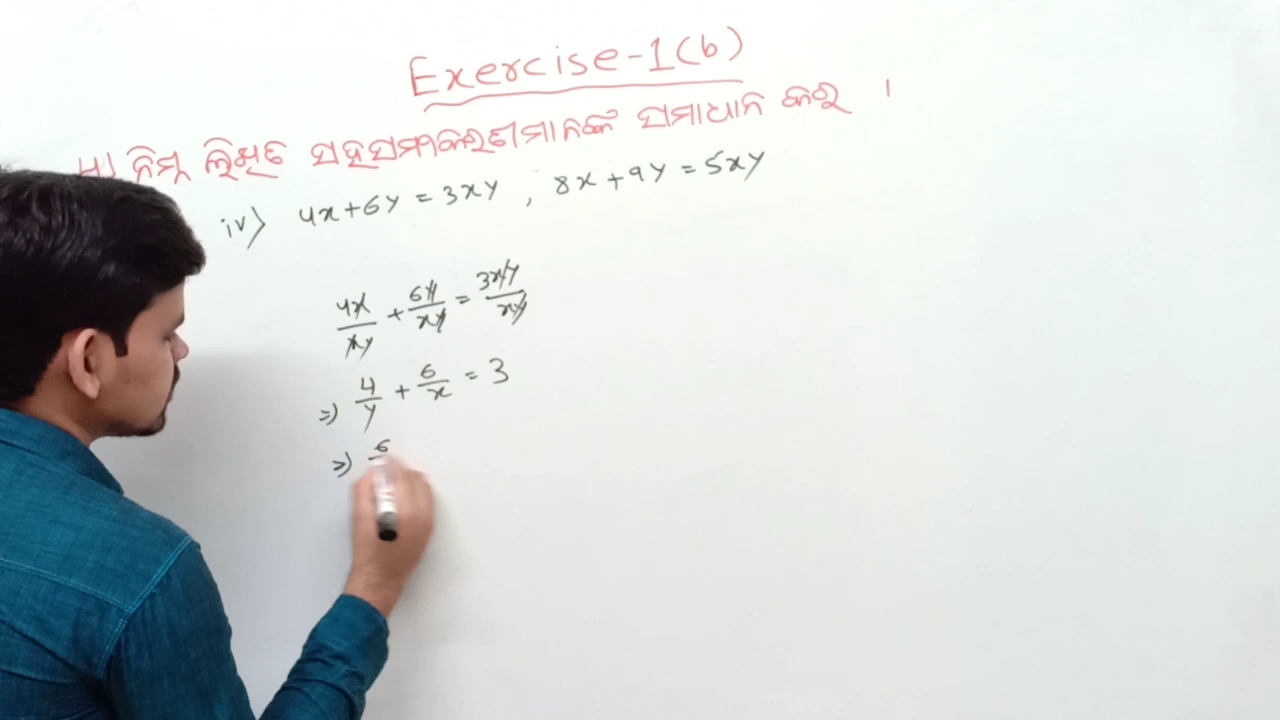 Exercise-1(b)
ନିମ୍ନ ଲିଖିତ ସହସମୀକରଣମାନଙ୍କ ସମାଧାନ କର ।
iv) 4x+6y = 3xy , 8x+9y = 5xy
4x/xy + 6y/xy = 3xy/xy
⇒) 4/y + 6/x = 3
⇒) 6